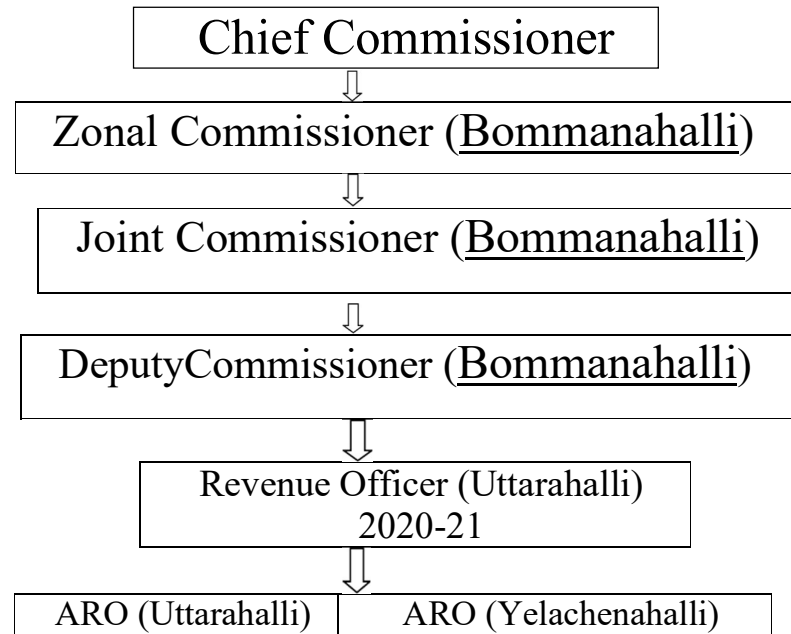 Chief Commissioner
Zonal Commissioner (Bommanahalli)
Joint Commissioner (Bommanahalli)
DeputyCommissioner (Bommanahalli)
Revenue Officer (Uttarahalli)
2020-21
ARO (Uttarahalli) ARO (Yelachenahalli)